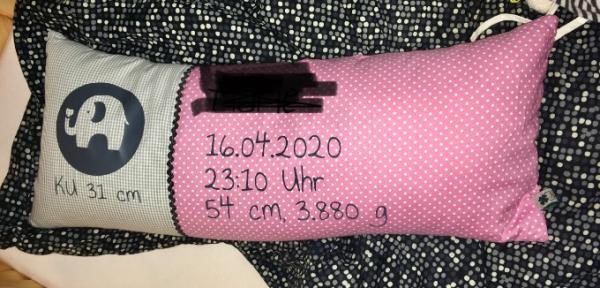 KU 31 cm
16.04.2020
23:10 Uhr
54 cm, 3.880 g